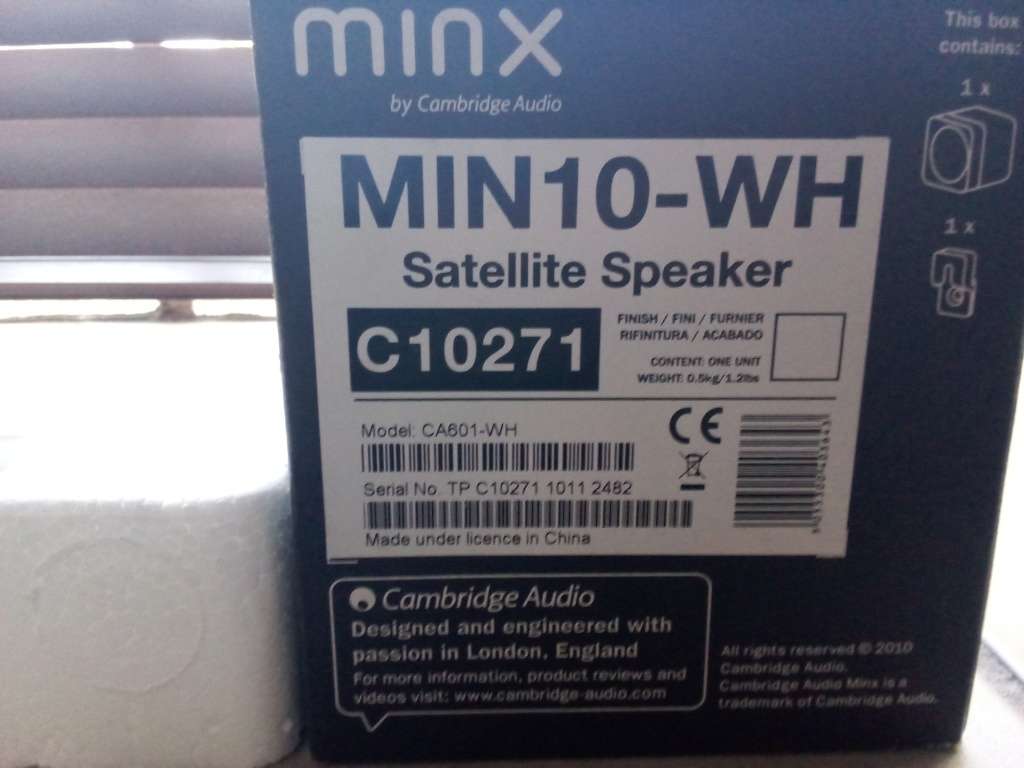 minx
by Cambridge Audio
This box
contains:
1 x
1 x
MIN10-WH
Satellite Speaker
C10271
FINISH / FINI / FURNIER
RIFINITURA / ACABADO
CONTENT: ONE UNIT
WEIGHT: 0.5kg/1.2lbs
Model: CA601-WH
CE
Serial No. TP C10271 1011 2482
Made under licence in China
Cambridge Audio
Designed and engineered with
passion in London, England
For more information, product reviews and
videos visit: www.cambridge-audio.com
All rights reserved © 2010
Cambridge Audio.
Cambridge Audio Minx is a
trademark of Cambridge Audio.